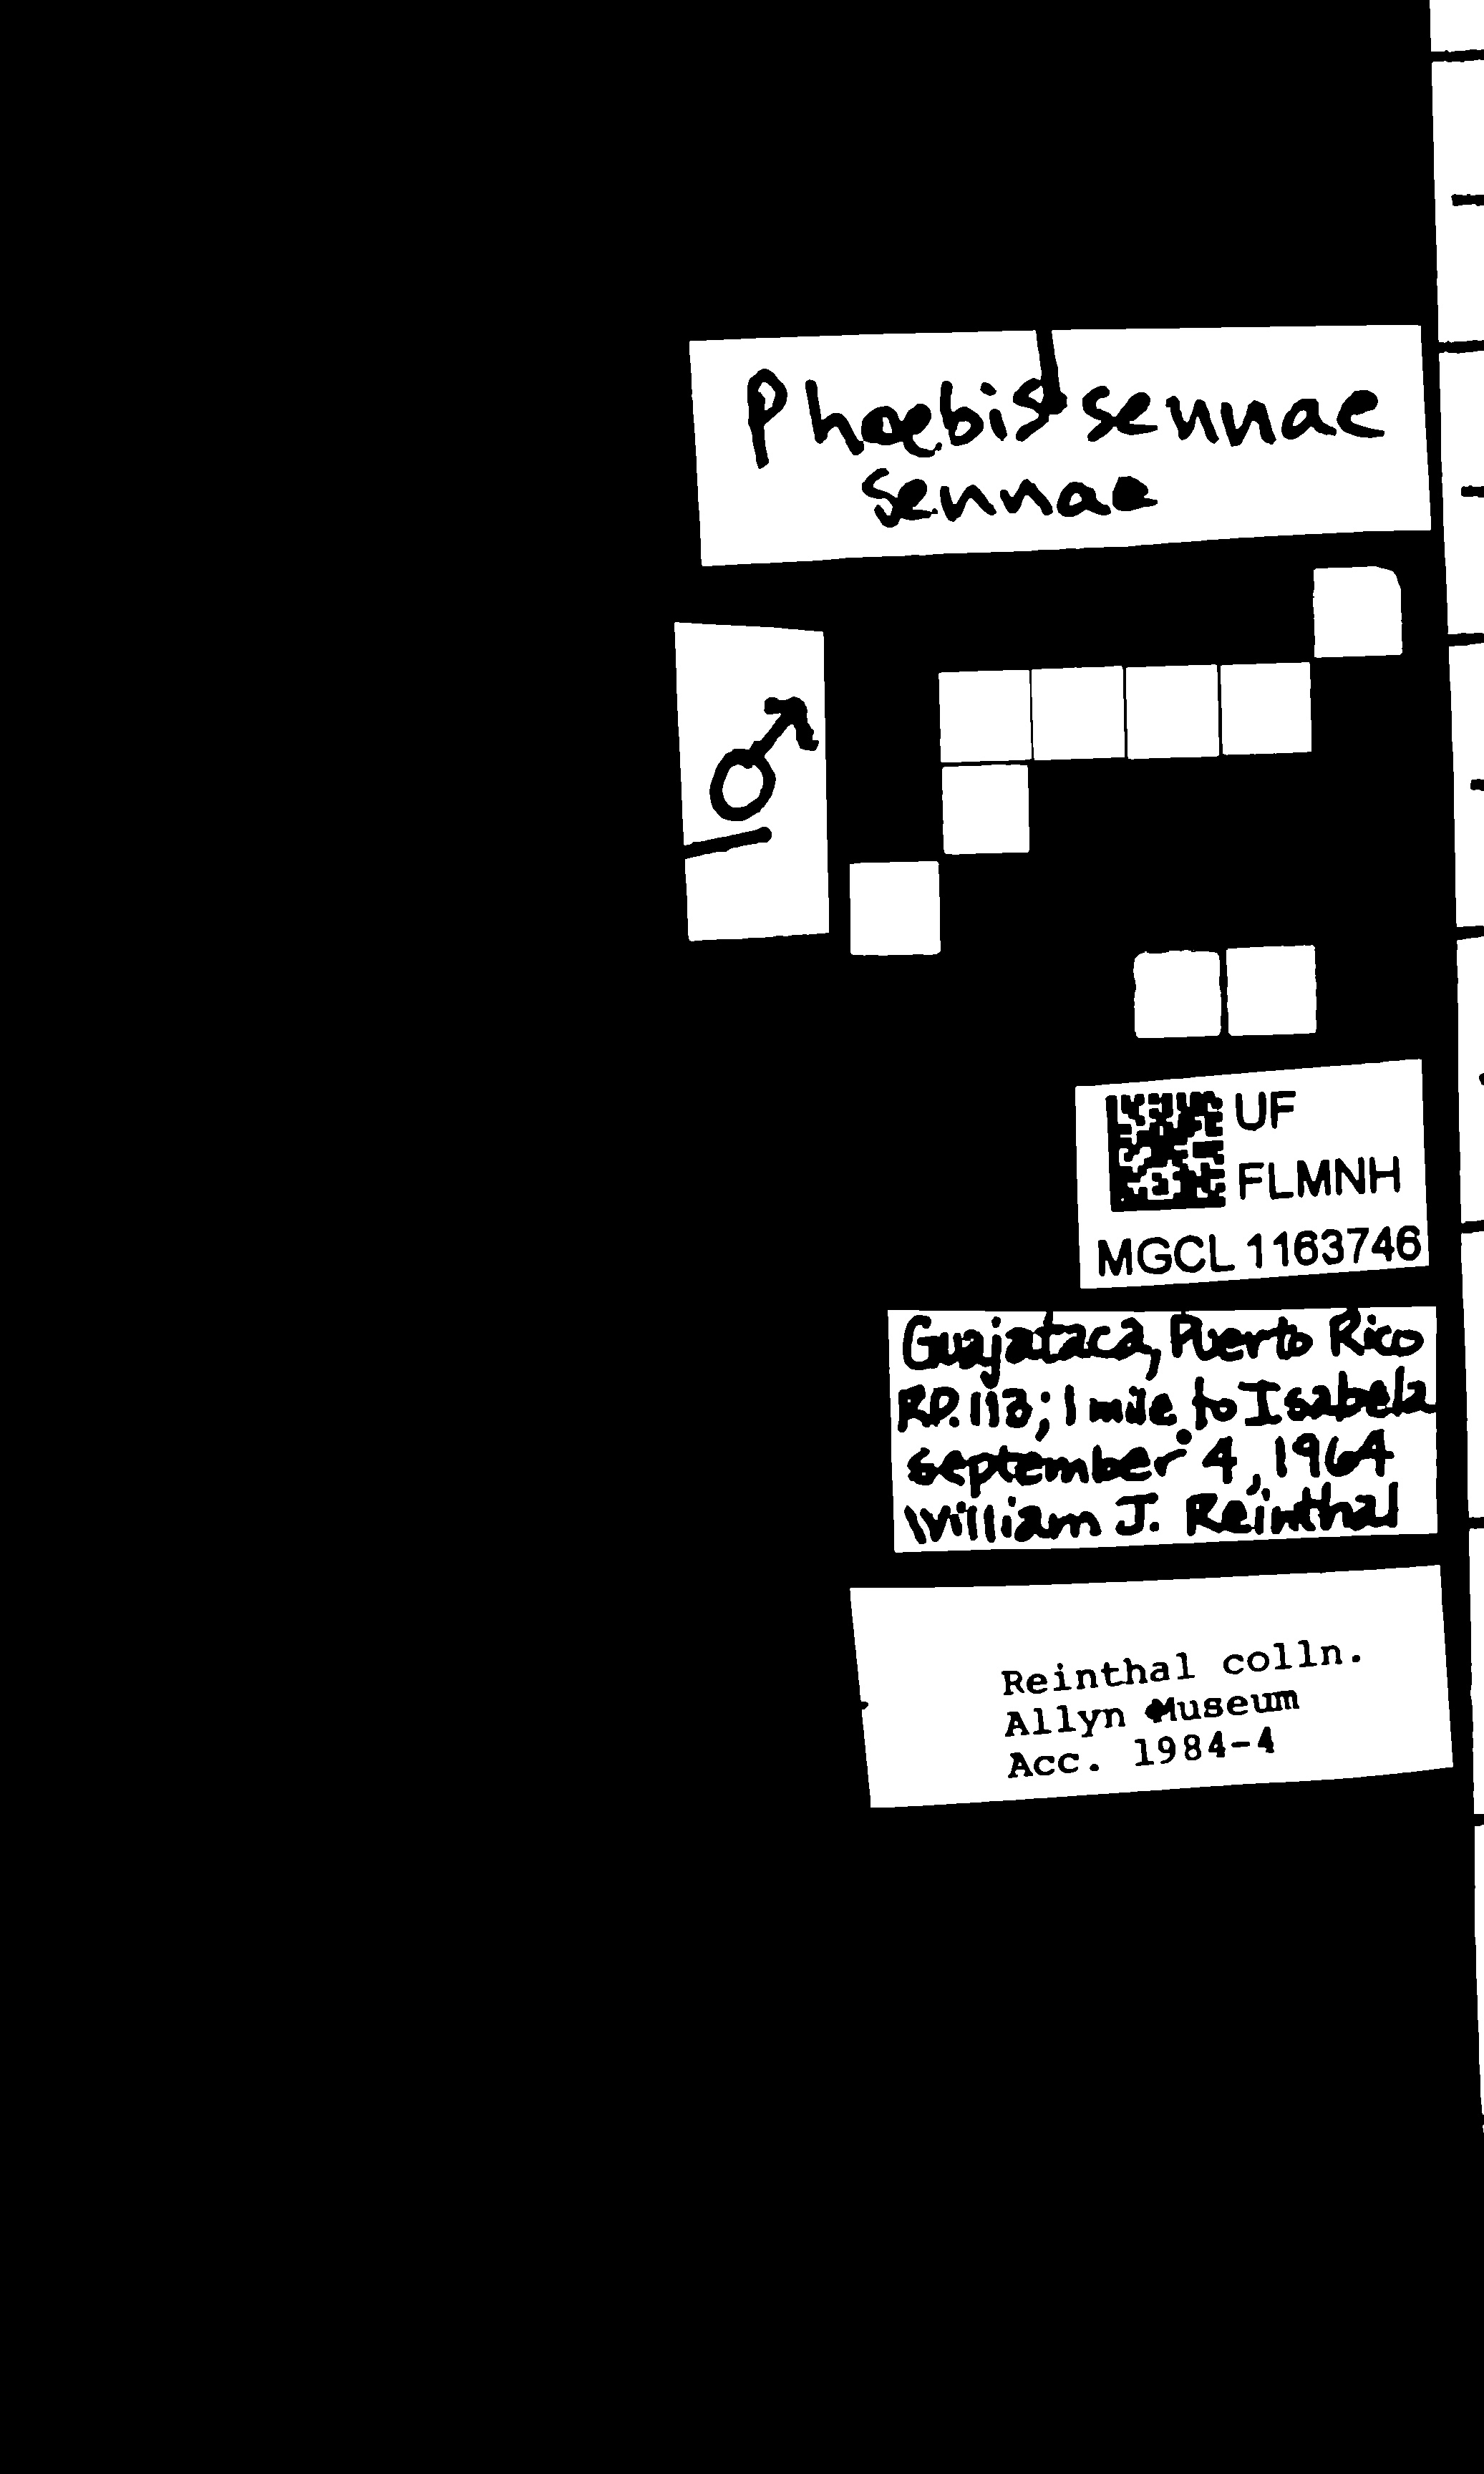 Phoebis sennae
sennae
♂
UF
FLMNH
MGCL 1163746
Guajataca, Puerto Rico
RD. 113; 1 mile to Isabela
September 4, 1964
William J. Reinthal
Reinthal colln.
Allyn Museum
Acc. 1984-4